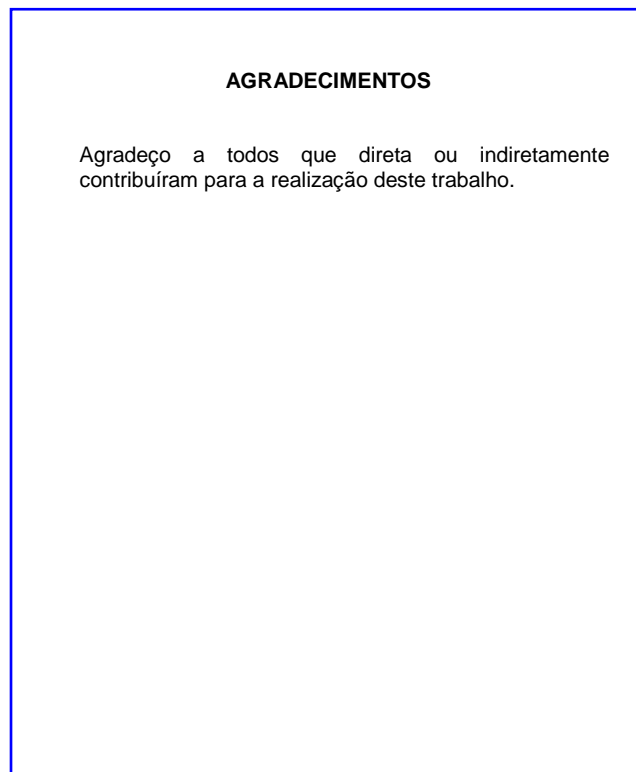 AGRADECIMENTOS
Agradeço a todos que direta ou indiretamente
contribuíram para a realização deste trabalho.